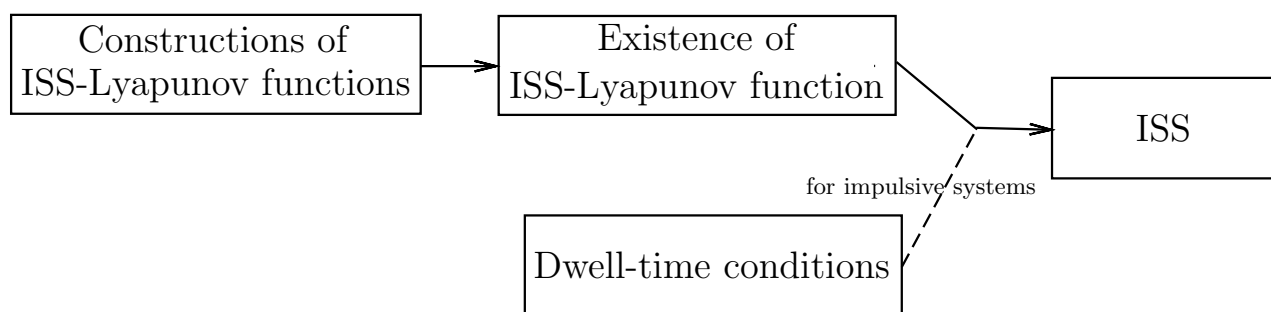 Constructions of
ISS-Lyapunov functions
Existence of
ISS-Lyapunov function
ISS
for impulsive systems
Dwell-time conditions